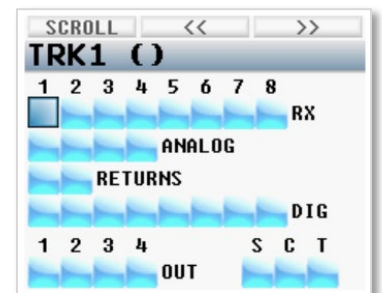 SCROLL << >>
TRK1 ()
1 2 3 4 5 6 7 8
RX
ANALOG
RETURNS
DIG
1 2 3 4 S C T
OUT